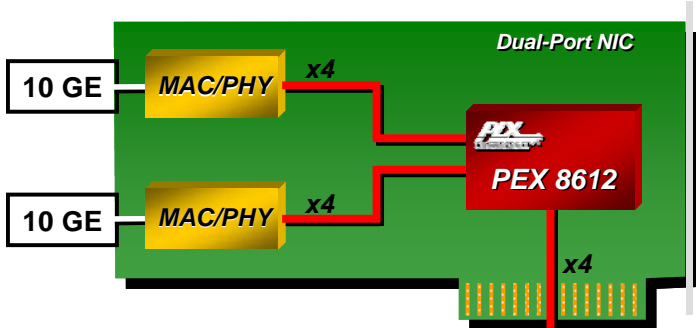 Dual-Port NIC
10 GE
MAC/PHY
x4
PLX
PEX 8612
10 GE
MAC/PHY
x4
x4